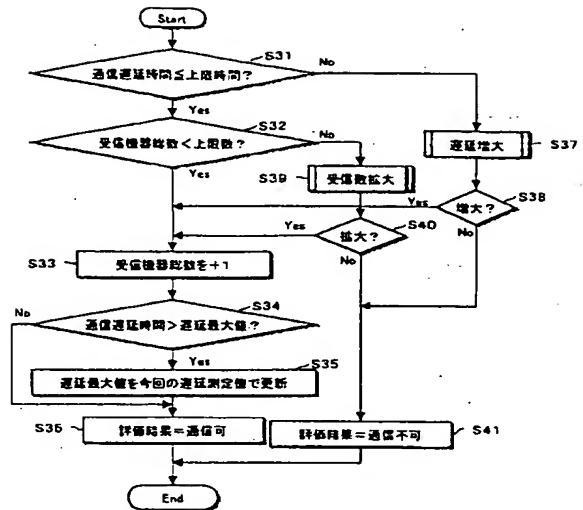 Start
S31
通信遅延時間≦上限時間?
No
Yes
S32
受信機器総数<上限数?
No
遅延増大
S37
S39
受信数拡大
Yes
Yes
増大?
S38
Yes
拡大?
S40
No
S33
受信機器総数を+1
No
No
S34
通信遅延時間>遅延最大値?
Yes
S35
遅延最大値を今回の遅延測定値で更新
S36
評価結果=通信可
評価結果=通信不可
S41
End